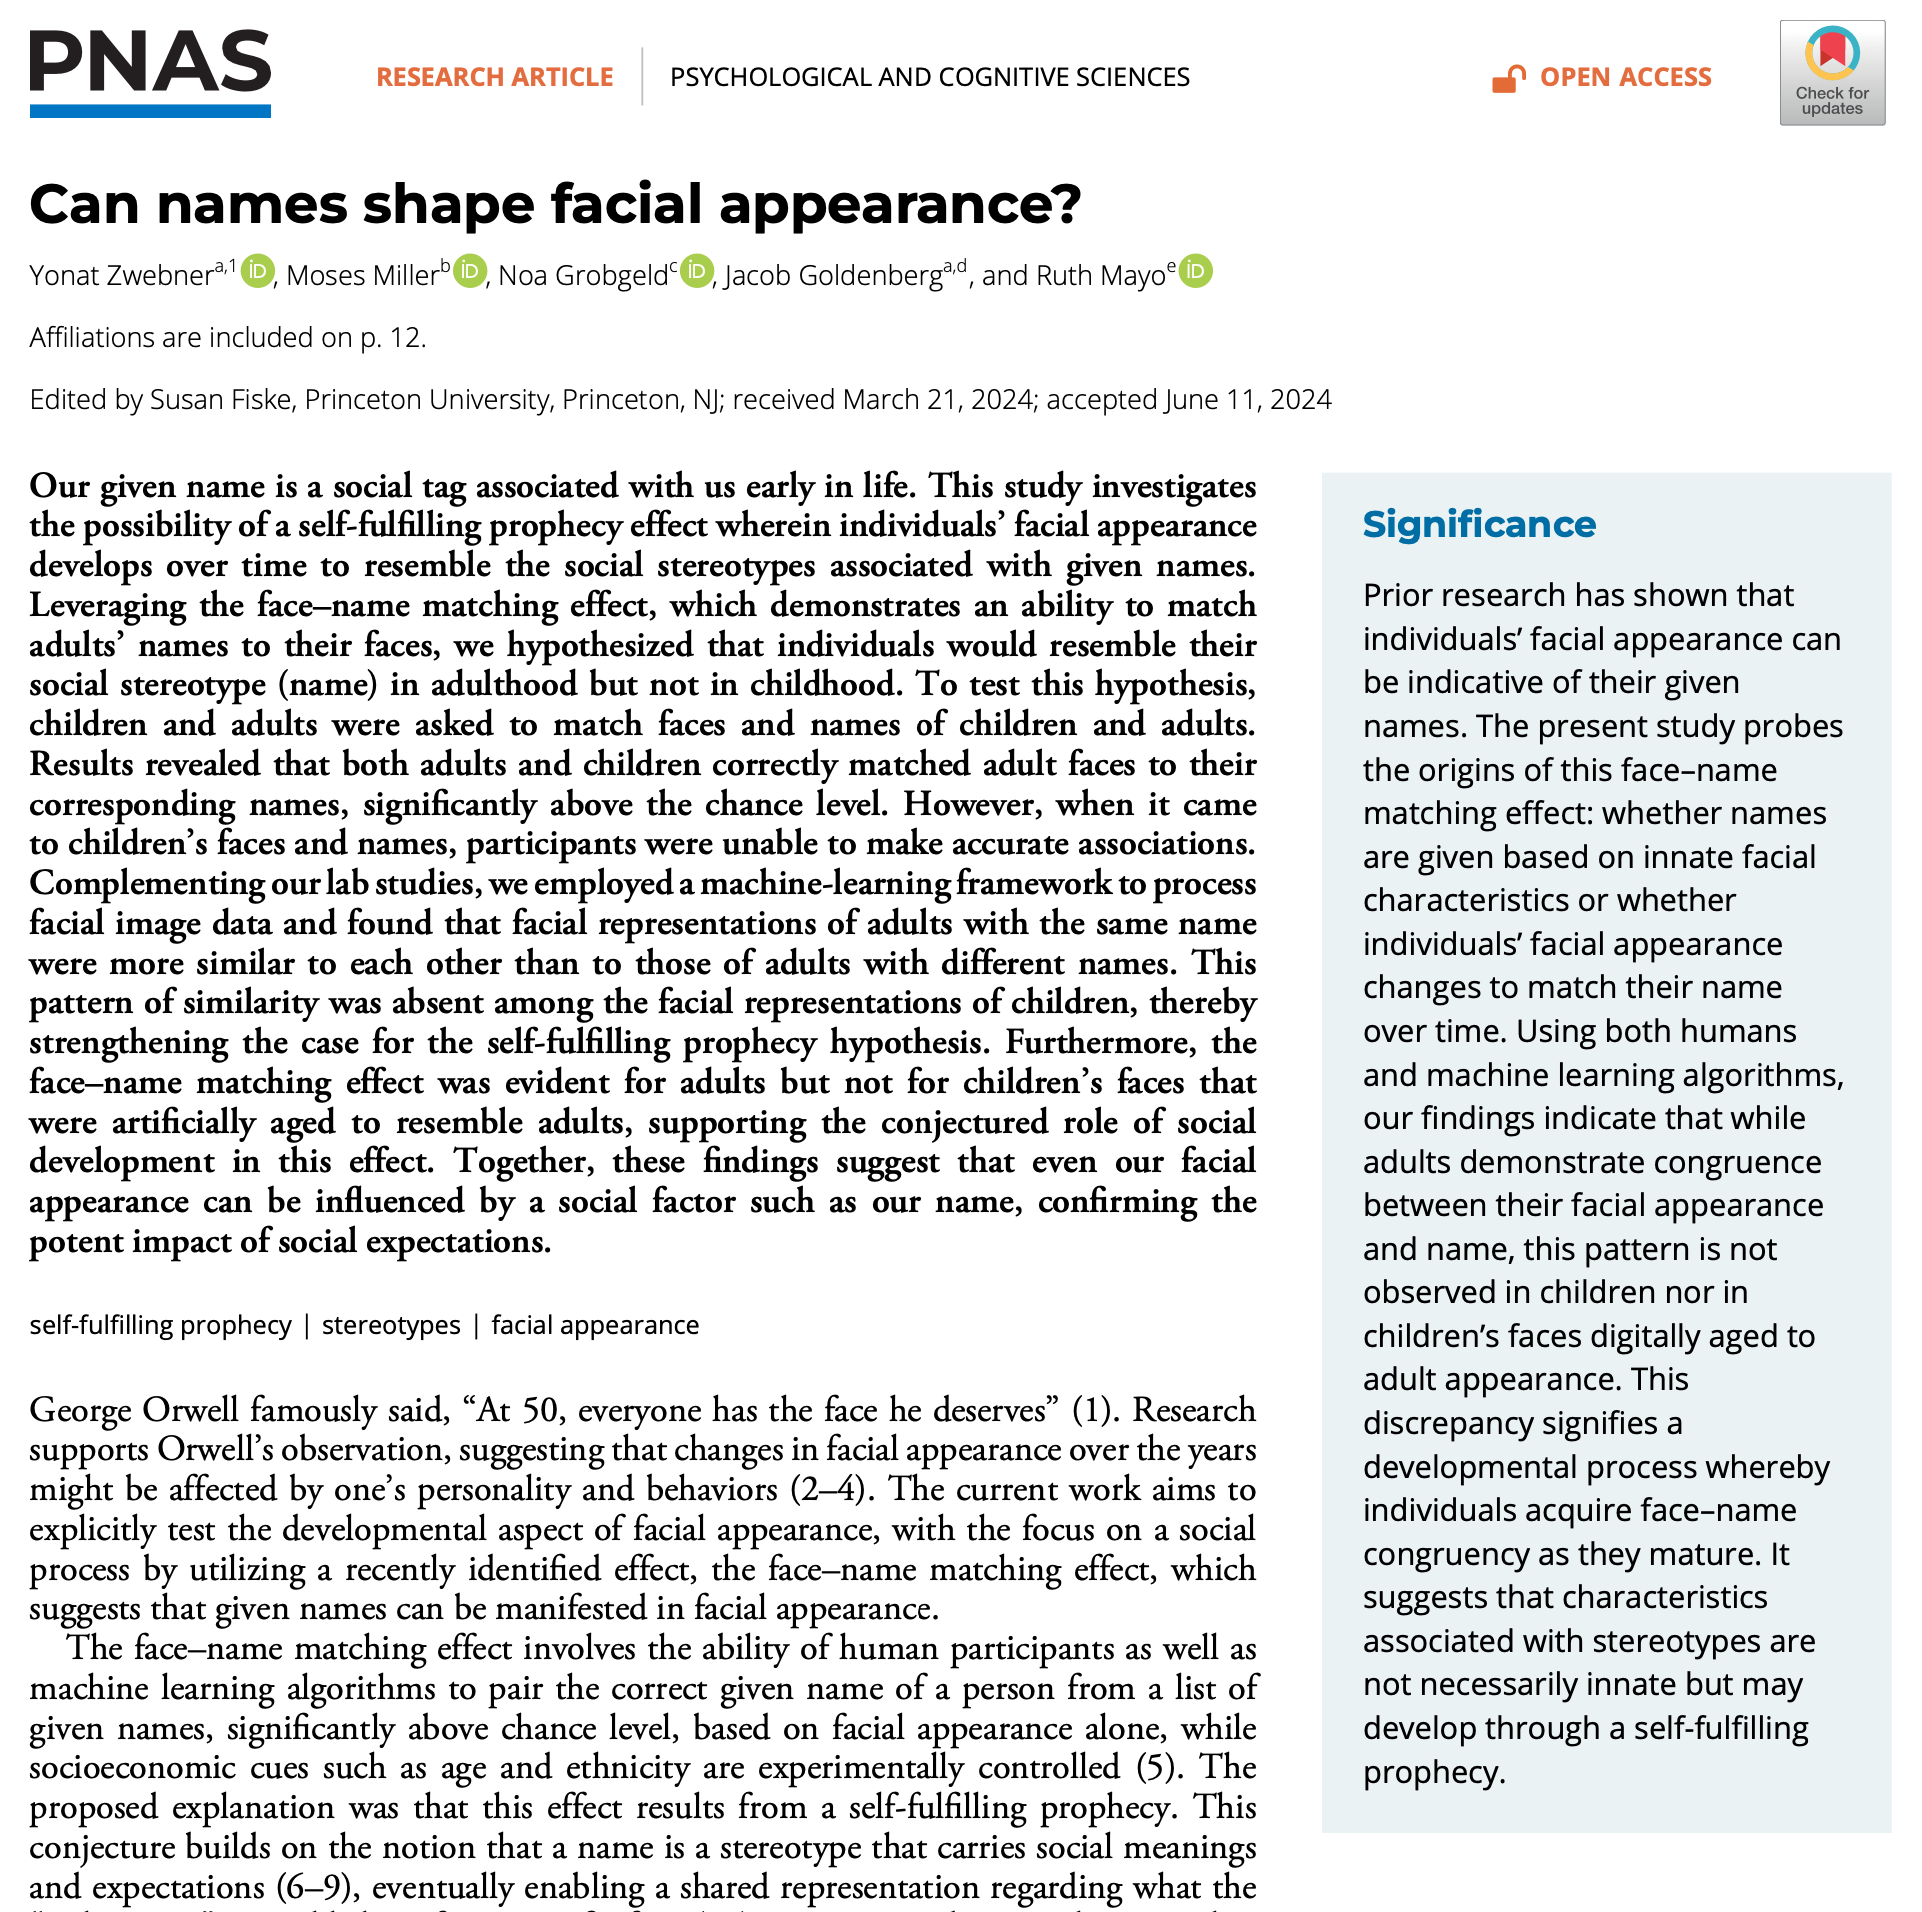 PNAS
RESEARCH ARTICLE | PSYCHOLOGICAL AND COGNITIVE SCIENCES
OPEN ACCESS
Check for
updates
Can names shape facial appearance?
Yonat Zwebner^a,1 iD, Moses Miller^b iD, Noa Grobgeld^c iD, Jacob Goldenberg^a,d, and Ruth Mayo^e iD
Affiliations are included on p. 12.
Edited by Susan Fiske, Princeton University, Princeton, NJ; received March 21, 2024; accepted June 11, 2024
Our given name is a social tag associated with us early in life. This study investigates
the possibility of a self-fulfilling prophecy effect wherein individuals’ facial appearance
develops over time to resemble the social stereotypes associated with given names.
Leveraging the face–name matching effect, which demonstrates an ability to match
adults’ names to their faces, we hypothesized that individuals would resemble their
social stereotype (name) in adulthood but not in childhood. To test this hypothesis,
children and adults were asked to match faces and names of children and adults.
Results revealed that both adults and children correctly matched adult faces to their
corresponding names, significantly above the chance level. However, when it came
to children’s faces and names, participants were unable to make accurate associations.
Complementing our lab studies, we employed a machine-learning framework to process
facial image data and found that facial representations of adults with the same name
were more similar to each other than to those of adults with different names. This
pattern of similarity was absent among the facial representations of children, thereby
strengthening the case for the self-fulfilling prophecy hypothesis. Furthermore, the
face–name matching effect was evident for adults but not for children’s faces that
were artificially aged to resemble adults, supporting the conjectured role of social
development in this effect. Together, these findings suggest that even our facial
appearance can be influenced by a social factor such as our name, confirming the
potent impact of social expectations.
self-fulfilling prophecy | stereotypes | facial appearance
George Orwell famously said, “At 50, everyone has the face he deserves” (1). Research
supports Orwell’s observation, suggesting that changes in facial appearance over the years
might be affected by one’s personality and behaviors (2–4). The current work aims to
explicitly test the developmental aspect of facial appearance, with the focus on a social
process by utilizing a recently identified effect, the face–name matching effect, which
suggests that given names can be manifested in facial appearance.
The face–name matching effect involves the ability of human participants as well as
machine learning algorithms to pair the correct given name of a person from a list of
given names, significantly above chance level, based on facial appearance alone, while
socioeconomic cues such as age and ethnicity are experimentally controlled (5). The
proposed explanation was that this effect results from a self-fulfilling prophecy. This
conjecture builds on the notion that a name is a stereotype that carries social meanings
and expectations (6–9), eventually enabling a shared representation regarding what the
Significance
Prior research has shown that
individuals’ facial appearance can
be indicative of their given
names. The present study probes
the origins of this face–name
matching effect: whether names
are given based on innate facial
characteristics or whether
individuals’ facial appearance
changes to match their name
over time. Using both humans
and machine learning algorithms,
our findings indicate that while
adults demonstrate congruence
between their facial appearance
and name, this pattern is not
observed in children nor in
children’s faces digitally aged to
adult appearance. This
discrepancy signifies a
developmental process whereby
individuals acquire face–name
congruency as they mature. It
suggests that characteristics
associated with stereotypes are
not necessarily innate but may
develop through a self-fulfilling
prophecy.